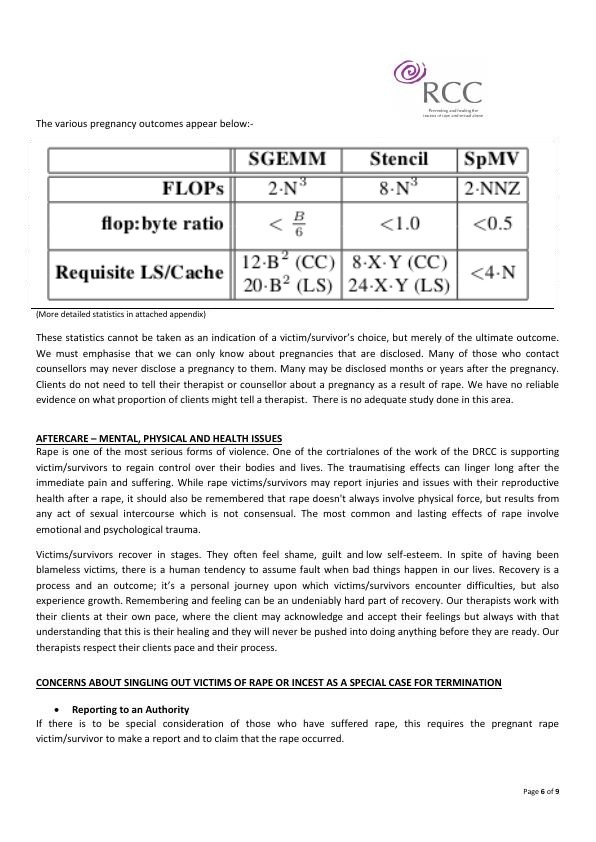 RCC
Promoting and healing the
trauma of rape and sexual abuse
The various pregnancy outcomes appear below:-
SGEMM Stencil SpMV
FLOPs 2·N³ 8·N³ 2·NNZ
flop:byte ratio < B/6 <1.0 <0.5
Requisite LS/Cache 12·B² (CC) 8·X·Y (CC) <4·N
20·B² (LS) 24·X·Y (LS)
(More detailed statistics in attached appendix)
These statistics cannot be taken as an indication of a victim/survivor's choice, but merely of the ultimate outcome.
We must emphasise that we can only know about pregnancies that are disclosed. Many of those who contact
counsellors may never disclose a pregnancy to them. Many may be disclosed months or years after the pregnancy.
Clients do not need to tell their therapist or counsellor about a pregnancy as a result of rape. We have no reliable
evidence on what proportion of clients might tell a therapist. There is no adequate study done in this area.
AFTERCARE – MENTAL, PHYSICAL AND HEALTH ISSUES
Rape is one of the most serious forms of violence. One of the cortrialones of the work of the DRCC is supporting
victim/survivors to regain control over their bodies and lives. The traumatising effects can linger long after the
immediate pain and suffering. While rape victims/survivors may report injuries and issues with their reproductive
health after a rape, it should also be remembered that rape doesn't always involve physical force, but results from
any act of sexual intercourse which is not consensual. The most common and lasting effects of rape involve
emotional and psychological trauma.
Victims/survivors recover in stages. They often feel shame, guilt and low self-esteem. In spite of having been
blameless victims, there is a human tendency to assume fault when bad things happen in our lives. Recovery is a
process and an outcome; it's a personal journey upon which victims/survivors encounter difficulties, but also
experience growth. Remembering and feeling can be an undeniably hard part of recovery. Our therapists work with
their clients at their own pace, where the client may acknowledge and accept their feelings but always with that
understanding that this is their healing and they will never be pushed into doing anything before they are ready. Our
therapists respect their clients pace and their process.
CONCERNS ABOUT SINGLING OUT VICTIMS OF RAPE OR INCEST AS A SPECIAL CASE FOR TERMINATION
• Reporting to an Authority
If there is to be special consideration of those who have suffered rape, this requires the pregnant rape
victim/survivor to make a report and to claim that the rape occurred.
Page 6 of 9